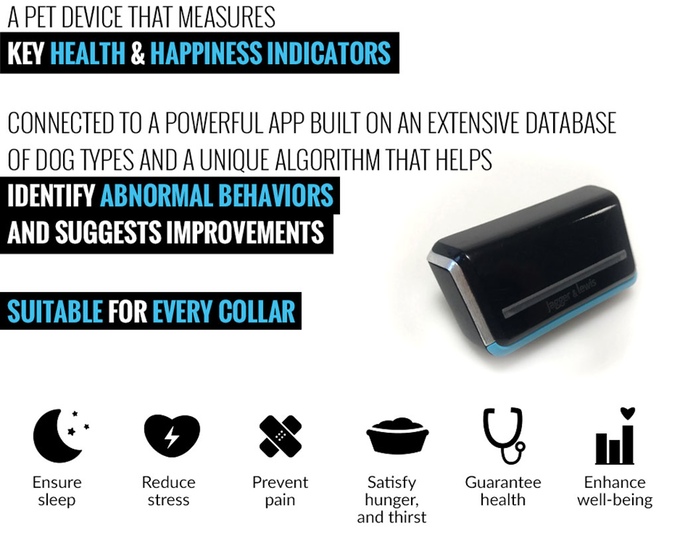 A PET DEVICE THAT MEASURES
KEY HEALTH & HAPPINESS INDICATORS
CONNECTED TO A POWERFUL APP BUILT ON AN EXTENSIVE DATABASE
OF DOG TYPES AND A UNIQUE ALGORITHM THAT HELPS
IDENTIFY ABNORMAL BEHAVIORS
AND SUGGESTS IMPROVEMENTS
jagger & lewis
SUITABLE FOR EVERY COLLAR
Ensure
sleep
Reduce
stress
Prevent
pain
Satisfy
hunger,
and thirst
Guarantee
health
Enhance
well-being